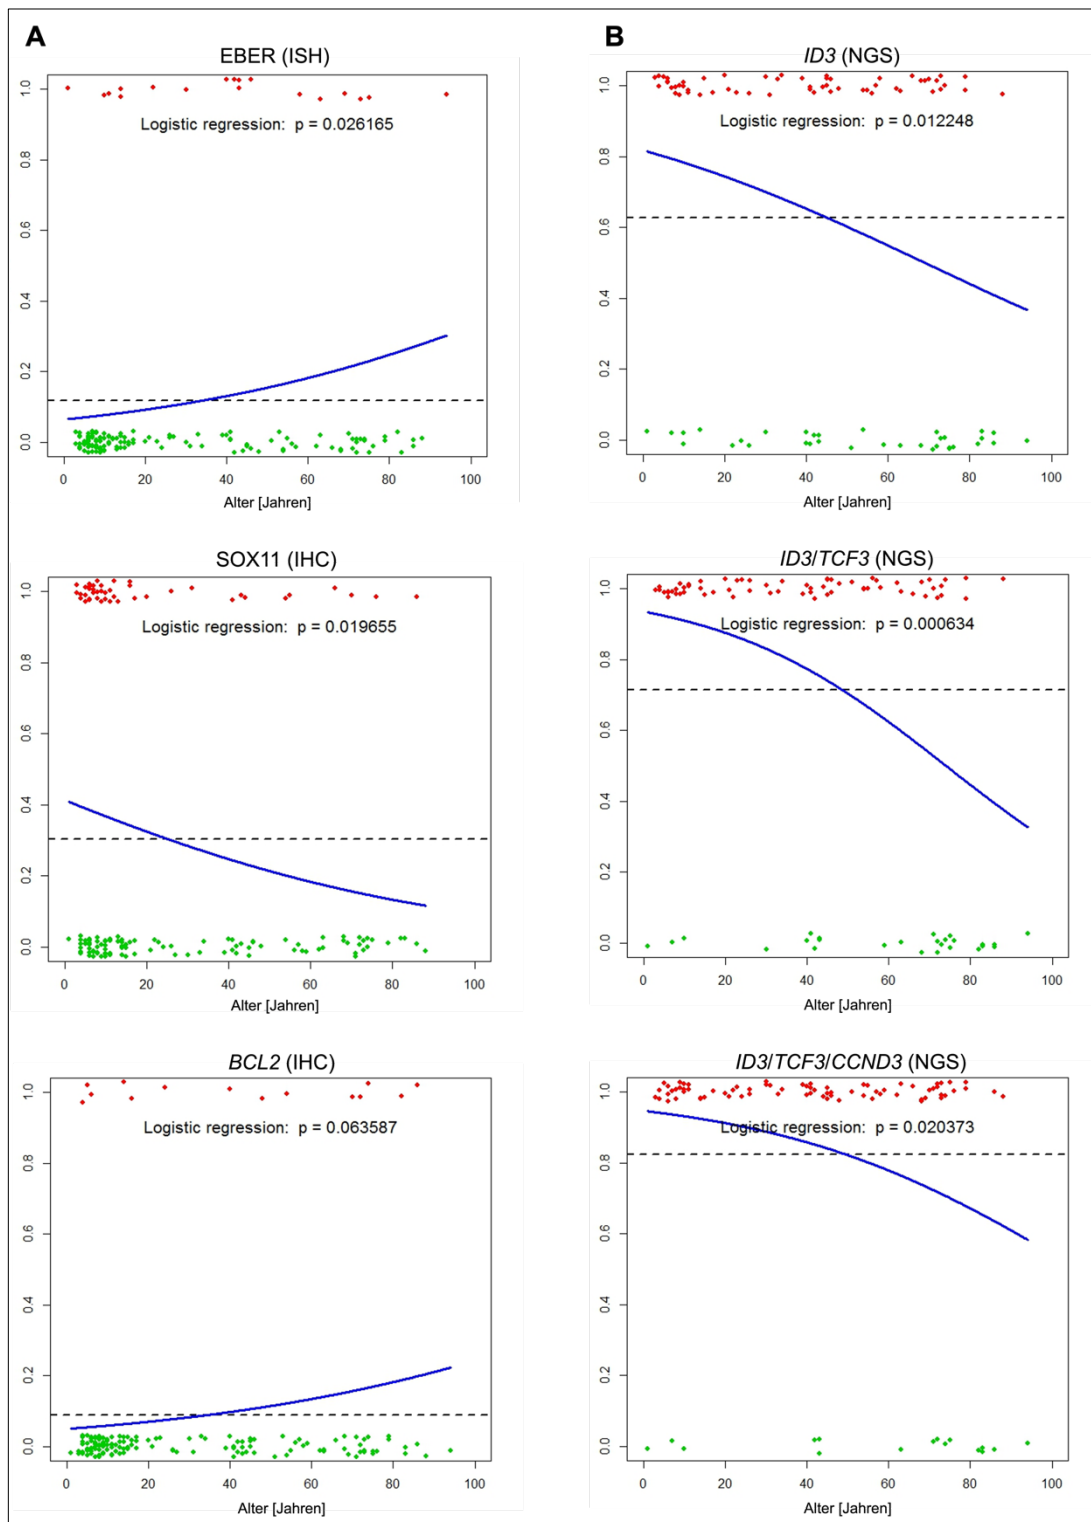 A
EBER (ISH)
1.0
0.8
0.6
0.4
0.2
0.0
Logistic regression: p = 0.026165
0 20 40 60 80 100
Alter [Jahren]
SOX11 (IHC)
1.0
0.8
0.6
0.4
0.2
0.0
Logistic regression: p = 0.019655
0 20 40 60 80 100
Alter [Jahren]
BCL2 (IHC)
1.0
0.8
0.6
0.4
0.2
0.0
Logistic regression: p = 0.063587
0 20 40 60 80 100
Alter [Jahren]
B
ID3 (NGS)
1.0
0.8
0.6
0.4
0.2
0.0
Logistic regression: p = 0.012248
0 20 40 60 80 100
Alter [Jahren]
ID3/TCF3 (NGS)
1.0
0.8
0.6
0.4
0.2
0.0
Logistic regression: p = 0.000634
0 20 40 60 80 100
Alter [Jahren]
ID3/TCF3/CCND3 (NGS)
1.0
0.8
0.6
0.4
0.2
0.0
Logistic regression: p = 0.020373
0 20 40 60 80 100
Alter [Jahren]